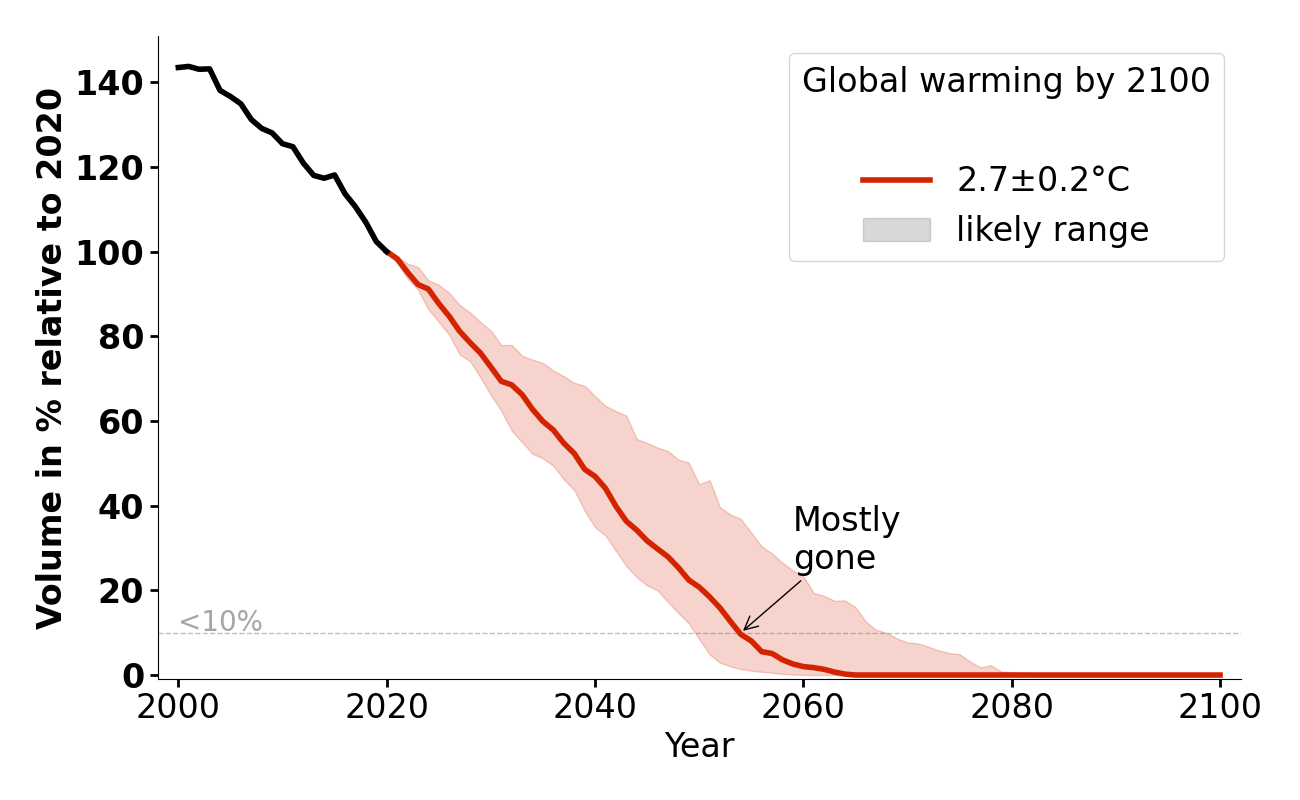 Volume in % relative to 2020
140
120
100
80
60
40
20
0
Global warming by 2100
2.7±0.2°C
likely range
Mostly
gone
<10%
2000
2020
2040
2060
2080
2100
Year